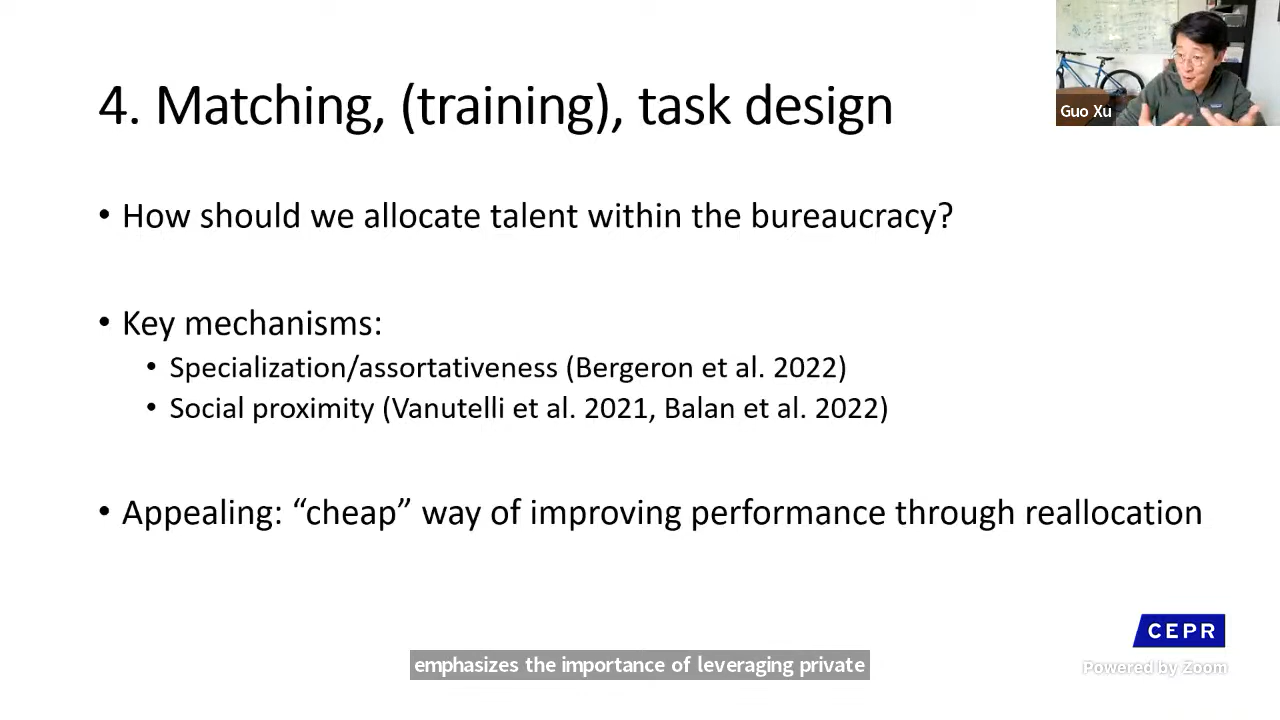 4. Matching, (training), task design
Guo Xu
• How should we allocate talent within the bureaucracy?
• Key mechanisms:
• Specialization/assortativeness (Bergeron et al. 2022)
• Social proximity (Vanutelli et al. 2021, Balan et al. 2022)
• Appealing: “cheap” way of improving performance through reallocation
CEPR
emphasizes the importance of leveraging private
Powered by Zoom